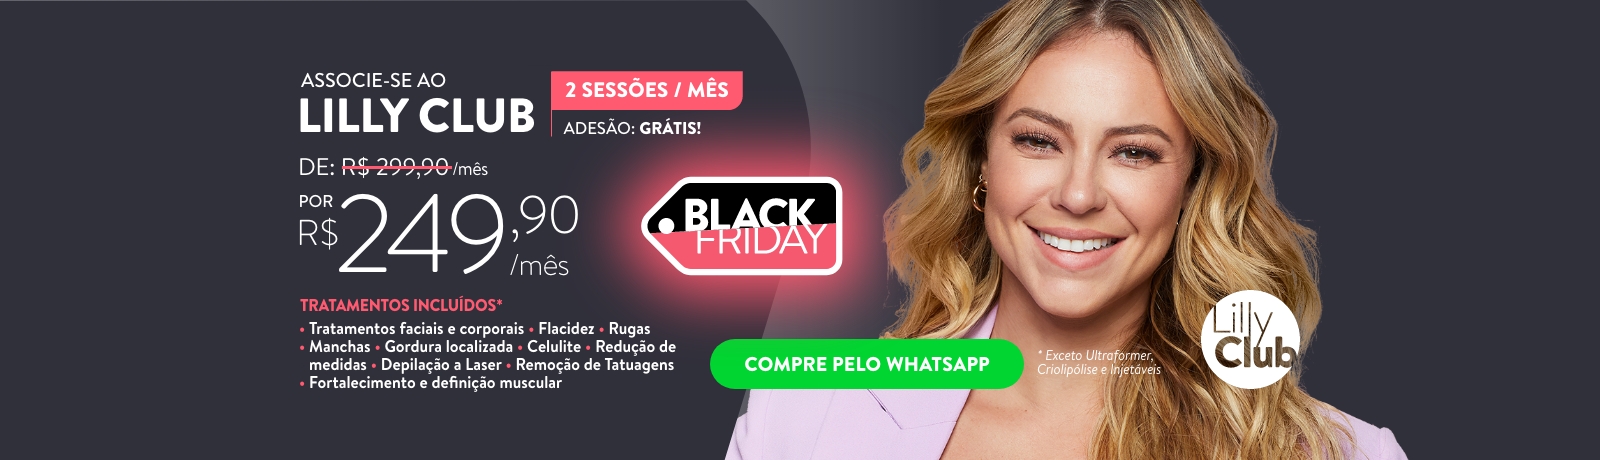 ASSOCIE-SE AO
LILLY CLUB
2 SESSÕES / MÊS
ADESÃO: GRÁTIS!
DE: R$ 299,90/mês
POR
R$ 249,90
/mês
BLACK
FRIDAY
TRATAMENTOS INCLUÍDOS*
• Tratamentos faciais e corporais • Flacidez • Rugas
• Manchas • Gordura localizada • Celulite • Redução de
medidas • Depilação a Laser • Remoção de Tatuagens
• Fortalecimento e definição muscular
COMPRE PELO WHATSAPP
* Exceto Ultraformer,
Criolipólise e Injetáveis
Lilly
Club